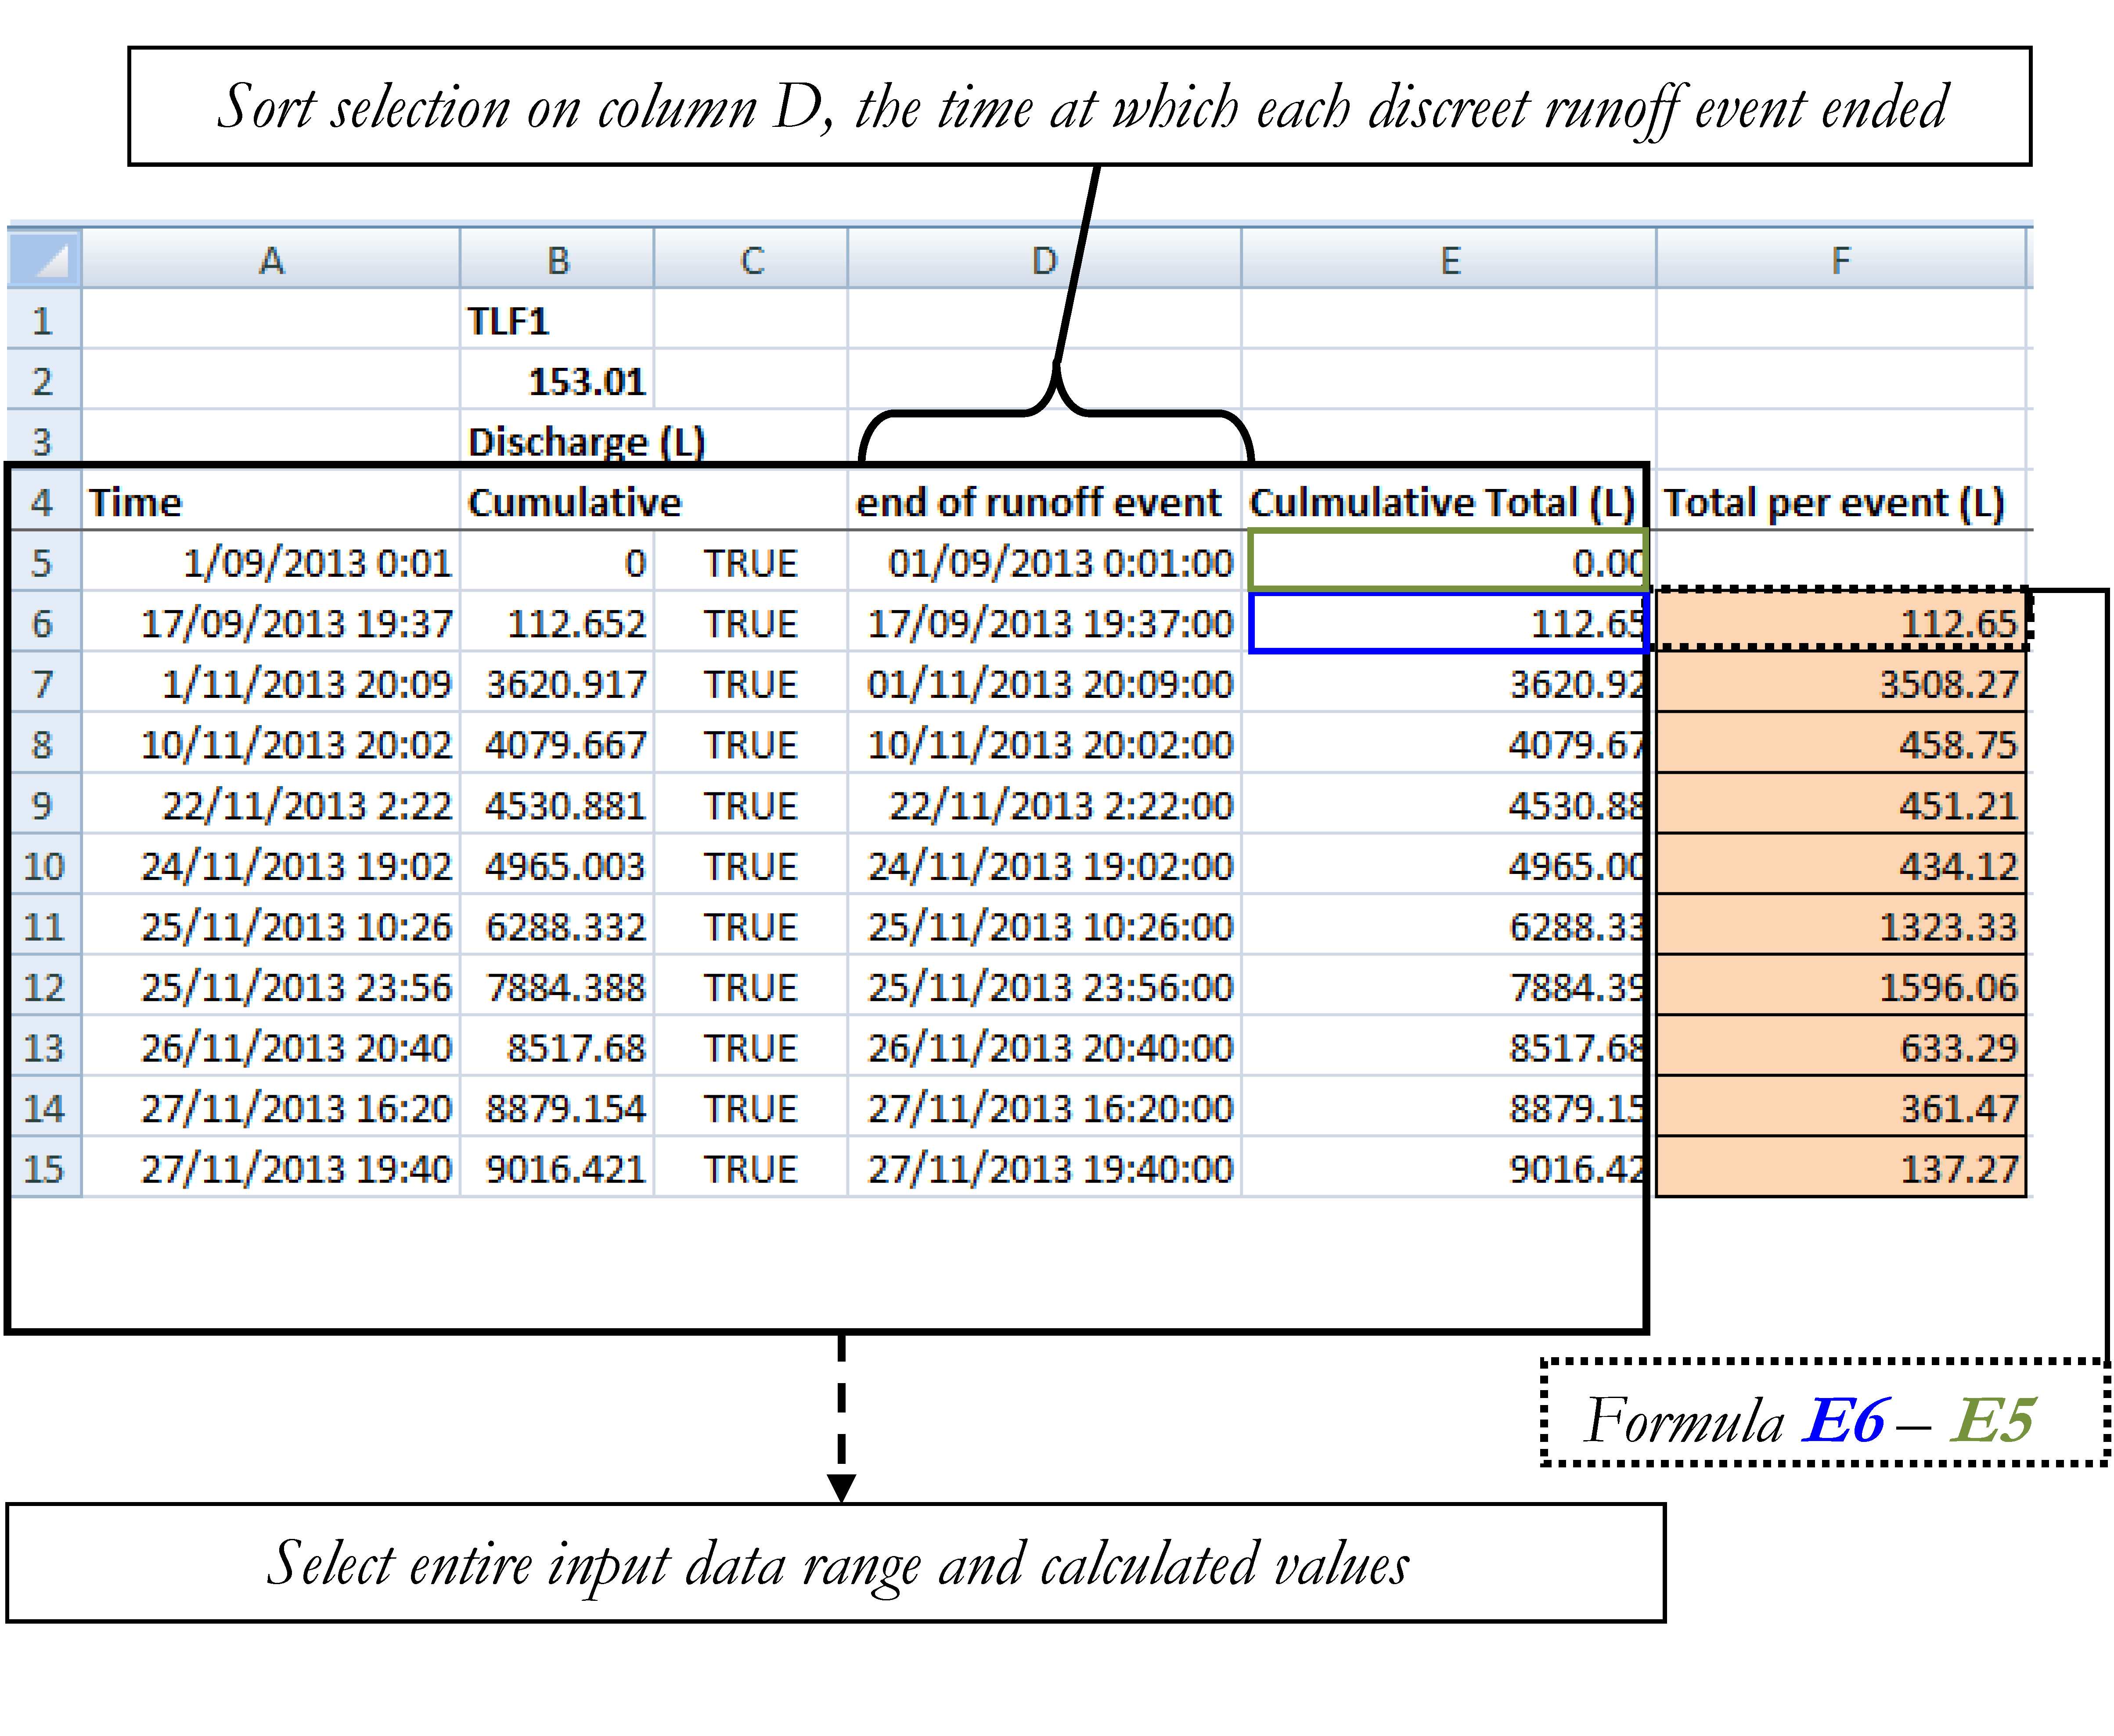 Sort selection on column D, the time at which each discreet runoff event ended
A B C D E F
1 TLF1
2 153.01
3 Discharge (L)
4 Time Cumulative end of runoff event Culmulative Total (L) Total per event (L)
5 1/09/2013 0:01 0 TRUE 01/09/2013 0:01:00 0.00
6 17/09/2013 19:37 112.652 TRUE 17/09/2013 19:37:00 112.65 112.65
7 1/11/2013 20:09 3620.917 TRUE 01/11/2013 20:09:00 3620.92 3508.27
8 10/11/2013 20:02 4079.667 TRUE 10/11/2013 20:02:00 4079.67 458.75
9 22/11/2013 2:22 4530.881 TRUE 22/11/2013 2:22:00 4530.88 451.21
10 24/11/2013 19:02 4965.003 TRUE 24/11/2013 19:02:00 4965.00 434.12
11 25/11/2013 10:26 6288.332 TRUE 25/11/2013 10:26:00 6288.33 1323.33
12 25/11/2013 23:56 7884.388 TRUE 25/11/2013 23:56:00 7884.39 1596.06
13 26/11/2013 20:40 8517.68 TRUE 26/11/2013 20:40:00 8517.68 633.29
14 27/11/2013 16:20 8879.154 TRUE 27/11/2013 16:20:00 8879.15 361.47
15 27/11/2013 19:40 9016.421 TRUE 27/11/2013 19:40:00 9016.42 137.27
Formula E6 – E5
Select entire input data range and calculated values